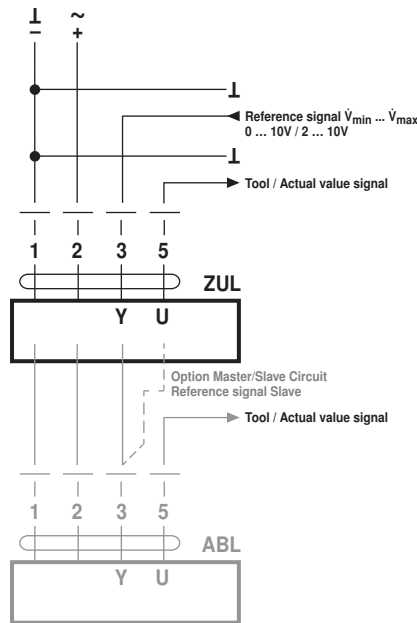 ⊥ ~
− +
⊥
Reference signal V̇min ... V̇max
0 ... 10V / 2 ... 10V
⊥
Tool / Actual value signal
1 2 3 5
ZUL
Y U
Option Master/Slave Circuit
Reference signal Slave
Tool / Actual value signal
1 2 3 5
ABL
Y U